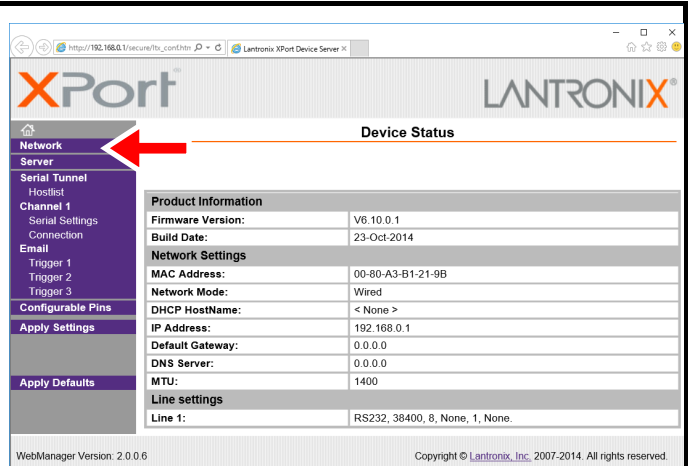 http://192.168.0.1/secure/ltx_conf.htm
Lantronix XPort Device Server
XPort®
LANTRONIX®
Device Status
Network
Server
Serial Tunnel
Hostlist
Channel 1
Serial Settings
Connection
Email
Trigger 1
Trigger 2
Trigger 3
Configurable Pins
Apply Settings
Apply Defaults
Product Information
Firmware Version: V6.10.0.1
Build Date: 23-Oct-2014
Network Settings
MAC Address: 00-80-A3-B1-21-9B
Network Mode: Wired
DHCP HostName: < None >
IP Address: 192.168.0.1
Default Gateway: 0.0.0.0
DNS Server: 0.0.0.0
MTU: 1400
Line settings
Line 1: RS232, 38400, 8, None, 1, None.
WebManager Version: 2.0.0.6
Copyright © Lantronix, Inc. 2007-2014. All rights reserved.